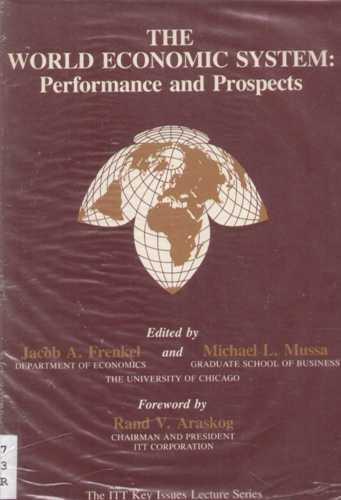 THE
WORLD ECONOMIC SYSTEM:
Performance and Prospects
Edited by
Jacob A. Frenkel and Michael L. Mussa
DEPARTMENT OF ECONOMICS GRADUATE SCHOOL OF BUSINESS
THE UNIVERSITY OF CHICAGO
Foreword by
Rand V. Araskog
CHAIRMAN AND PRESIDENT
ITT CORPORATION
7
3
R
The ITT Key Issues Lecture Series